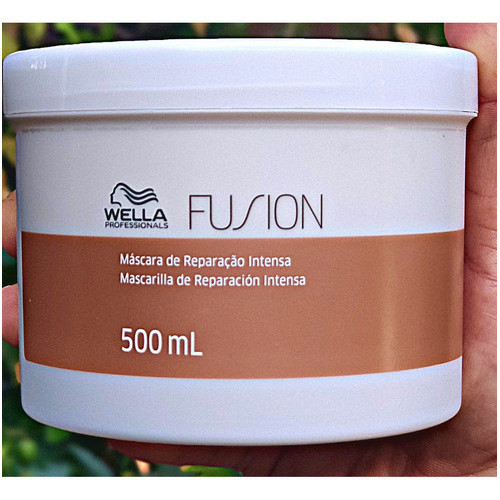 WELLA
PROFESSIONALS
FUSION
Máscara de Reparação Intensa
Mascarilla de Reparación Intensa
500 mL